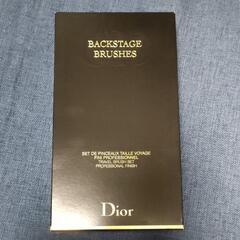 BACKSTAGE
BRUSHES
SET DE PINCEAUX TAILLE VOYAGE
FINI PROFESSIONNEL
TRAVEL BRUSH SET
PROFESSIONAL FINISH
Dior